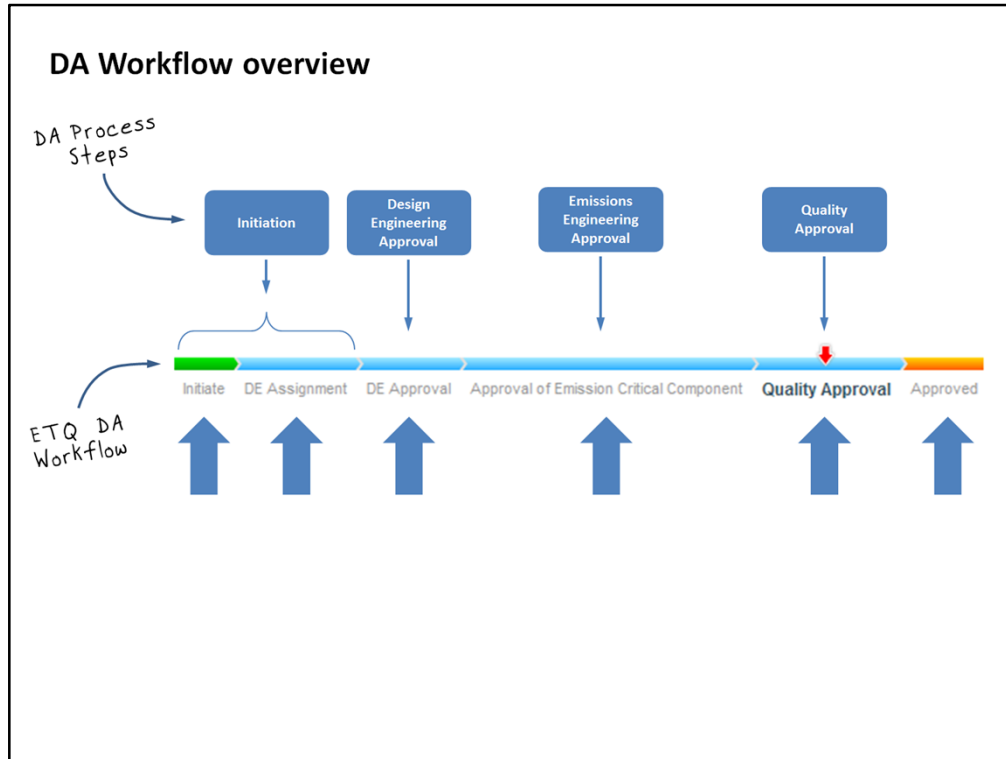 DA Workflow overview
DA Process
Steps
Initiation
Design
Engineering
Approval
Emissions
Engineering
Approval
Quality
Approval
Initiate
DE Assignment
DE Approval
Approval of Emission Critical Component
Quality Approval
Approved
ETQ DA
Workflow